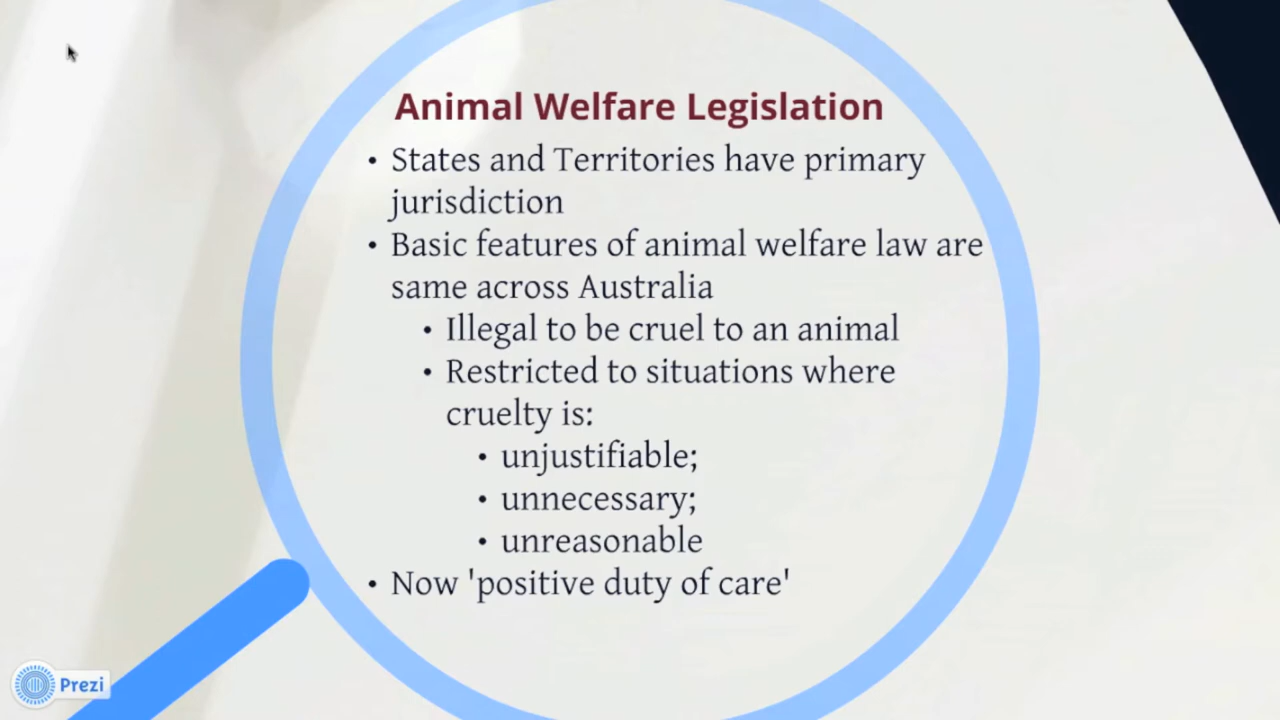 Animal Welfare Legislation
• States and Territories have primary
jurisdiction
• Basic features of animal welfare law are
same across Australia
• Illegal to be cruel to an animal
• Restricted to situations where
cruelty is:
• unjustifiable;
• unnecessary;
• unreasonable
• Now 'positive duty of care'
Prezi